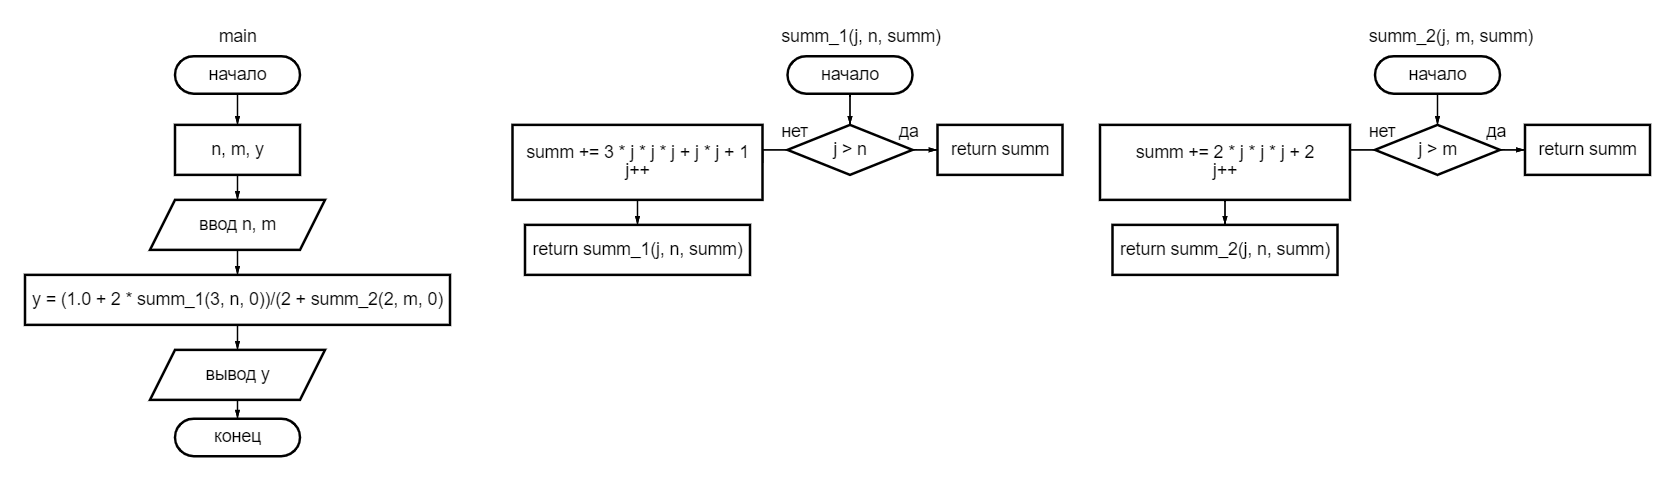 main
начало
n, m, y
ввод n, m
y = (1.0 + 2 * summ_1(3, n, 0))/(2 + summ_2(2, m, 0)
вывод y
конец
summ_1(j, n, summ)
начало
нет
да
j > n
return summ
summ += 3 * j * j * j + j * j + 1
j++
return summ_1(j, n, summ)
summ_2(j, m, summ)
начало
нет
да
j > m
return summ
summ += 2 * j * j * j + 2
j++
return summ_2(j, n, summ)